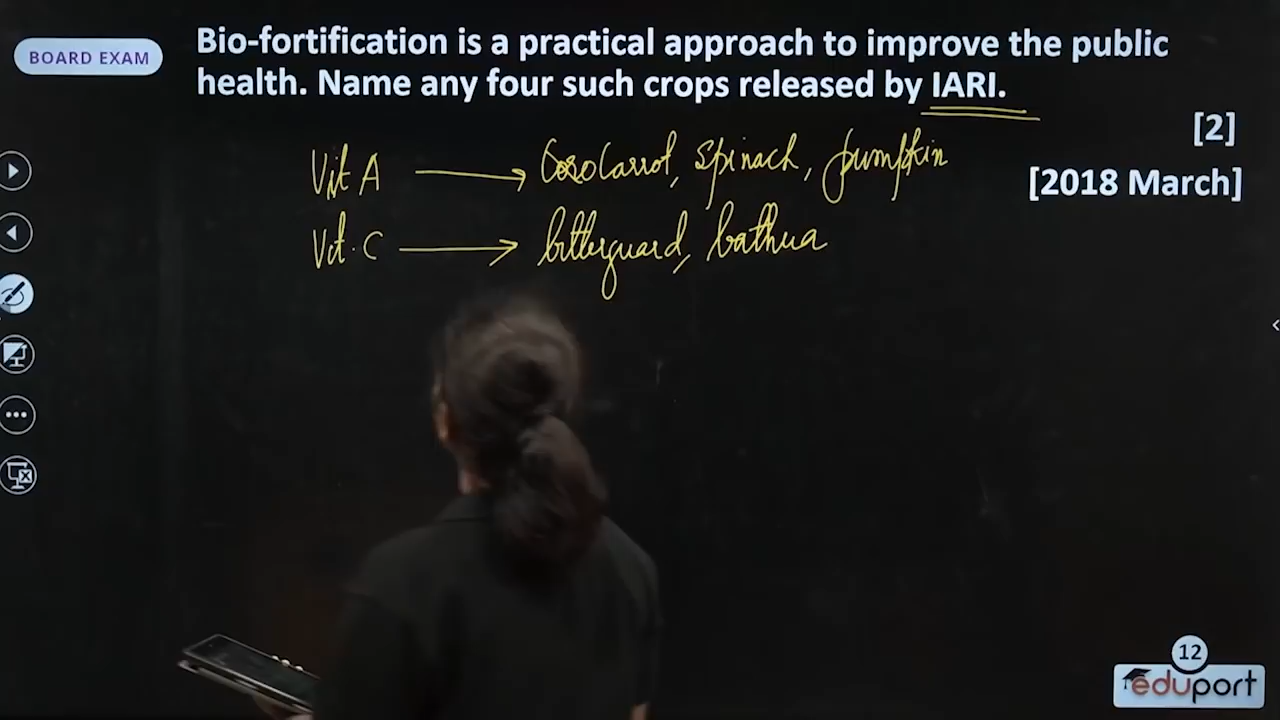 BOARD EXAM
Bio-fortification is a practical approach to improve the public
health. Name any four such crops released by IARI.
[2]
[2018 March]
Vit A → Carrot, spinach, pumpkin
Vit. C → bitterguard, bathua
12
eduport